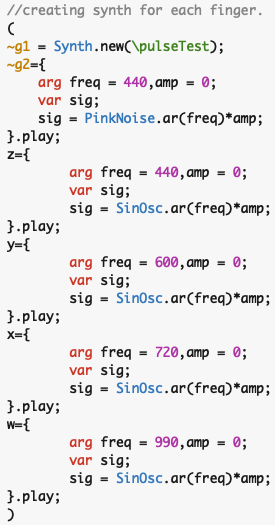 //creating synth for each finger.
(
~g1 = Synth.new(\pulseTest);
~g2={
    arg freq = 440,amp = 0;
    var sig;
    sig = PinkNoise.ar(freq)*amp;
}.play;
z={
        arg freq = 440,amp = 0;
        var sig;
        sig = SinOsc.ar(freq)*amp;
}.play;
y={
        arg freq = 600,amp = 0;
        var sig;
        sig = SinOsc.ar(freq)*amp;
}.play;
x={
        arg freq = 720,amp = 0;
        var sig;
        sig = SinOsc.ar(freq)*amp;
}.play;
w={
        arg freq = 990,amp = 0;
        var sig;
        sig = SinOsc.ar(freq)*amp;
}.play;
)